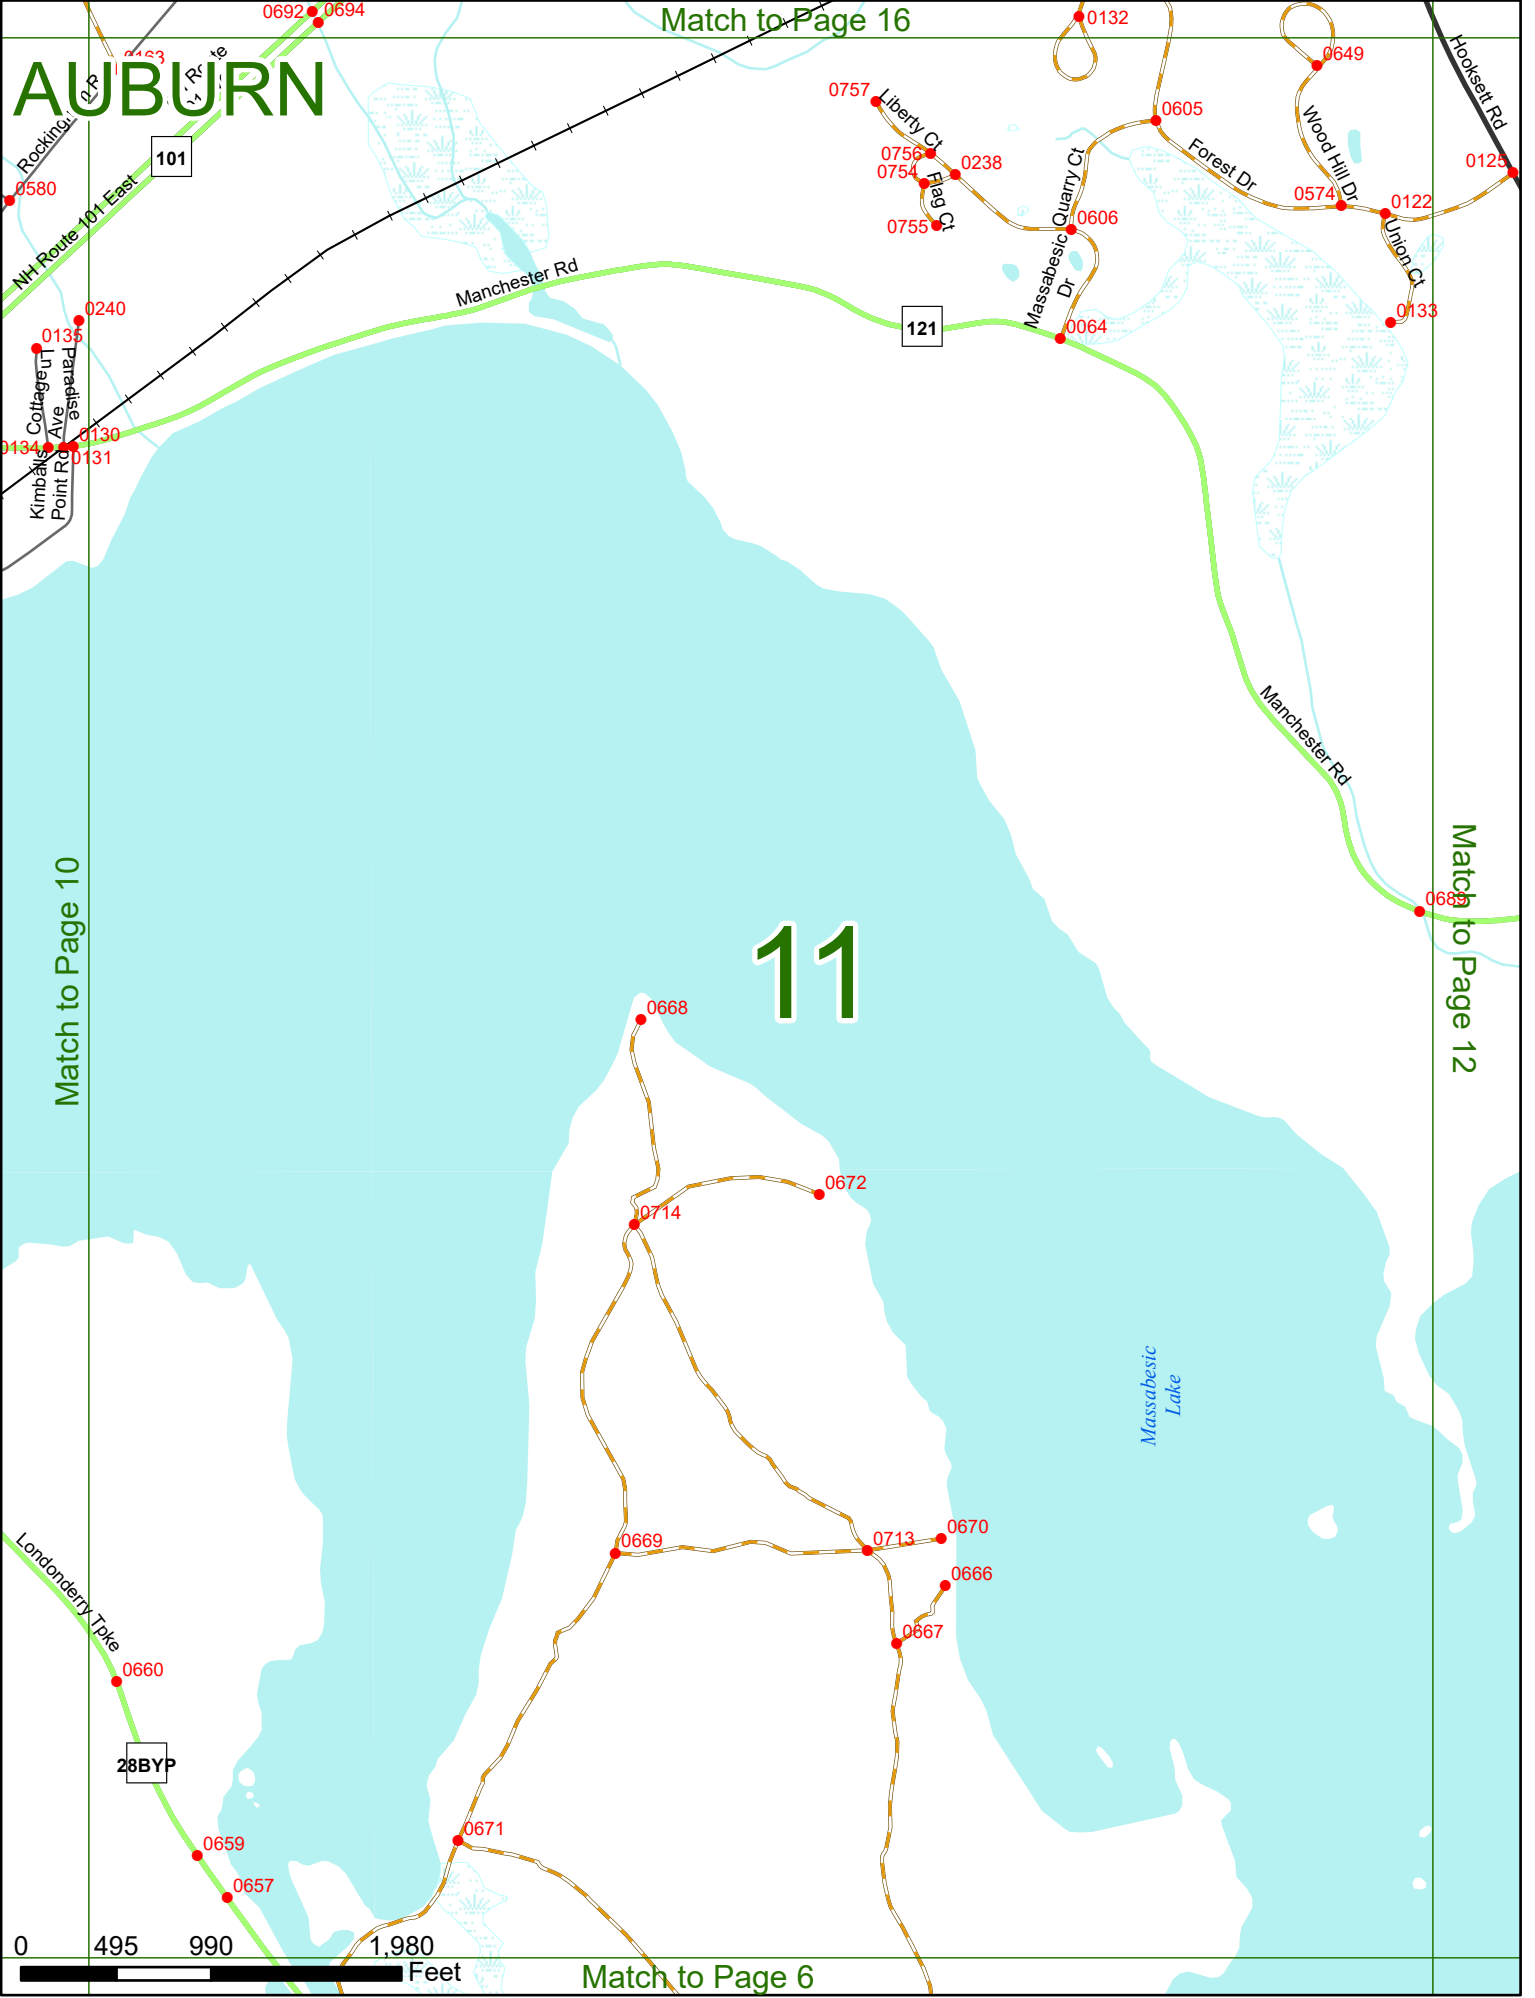 Match to Page 16
0692
0694
0132
0163
0649
Hooksett Rd
AUBURN
Route
101
Rocking
0757
Liberty Ct
0605
Wood Hill Dr
0756
0238
Quarry Ct
Forest Dr
0125
0754
Flag Ct
0580
0574
0122
0755
0606
Union Ct
NH Route 101 East
Massabesic
Dr
Manchester Rd
0240
0133
121
0135
0064
Cottage
Ln
Paradise
Ave
0130
0134
0131
Kimballs
Point Rd
Manchester Rd
Match to Page 10
Match to Page 12
0689
11
0668
0672
0714
Massabesic
Lake
0670
0669
0713
0666
Londonderry Tpke
0667
0660
28BYP
0671
0659
0657
0 495 990 1,980
Feet
Match to Page 6